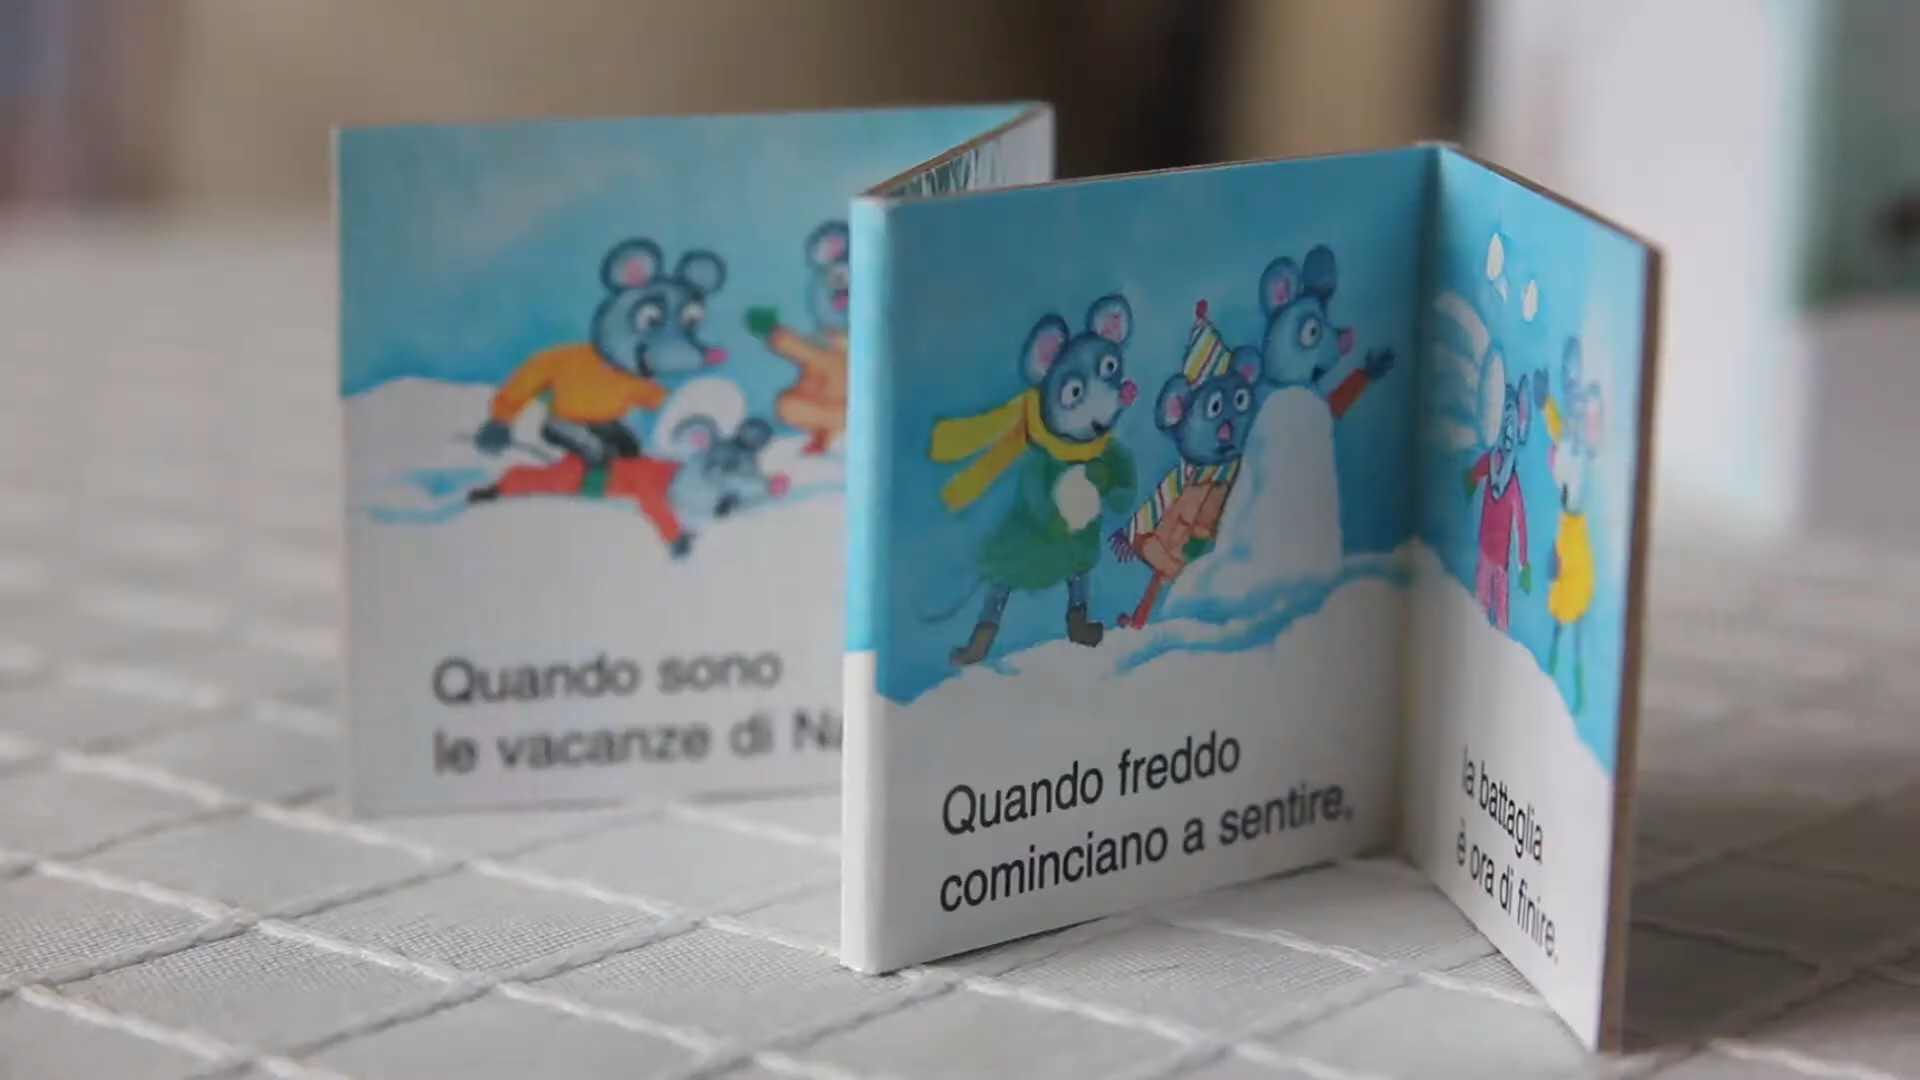 Quando sono
le vacanze di
Quando freddo
cominciano a sentire,
la battaglia
è ora di finire.